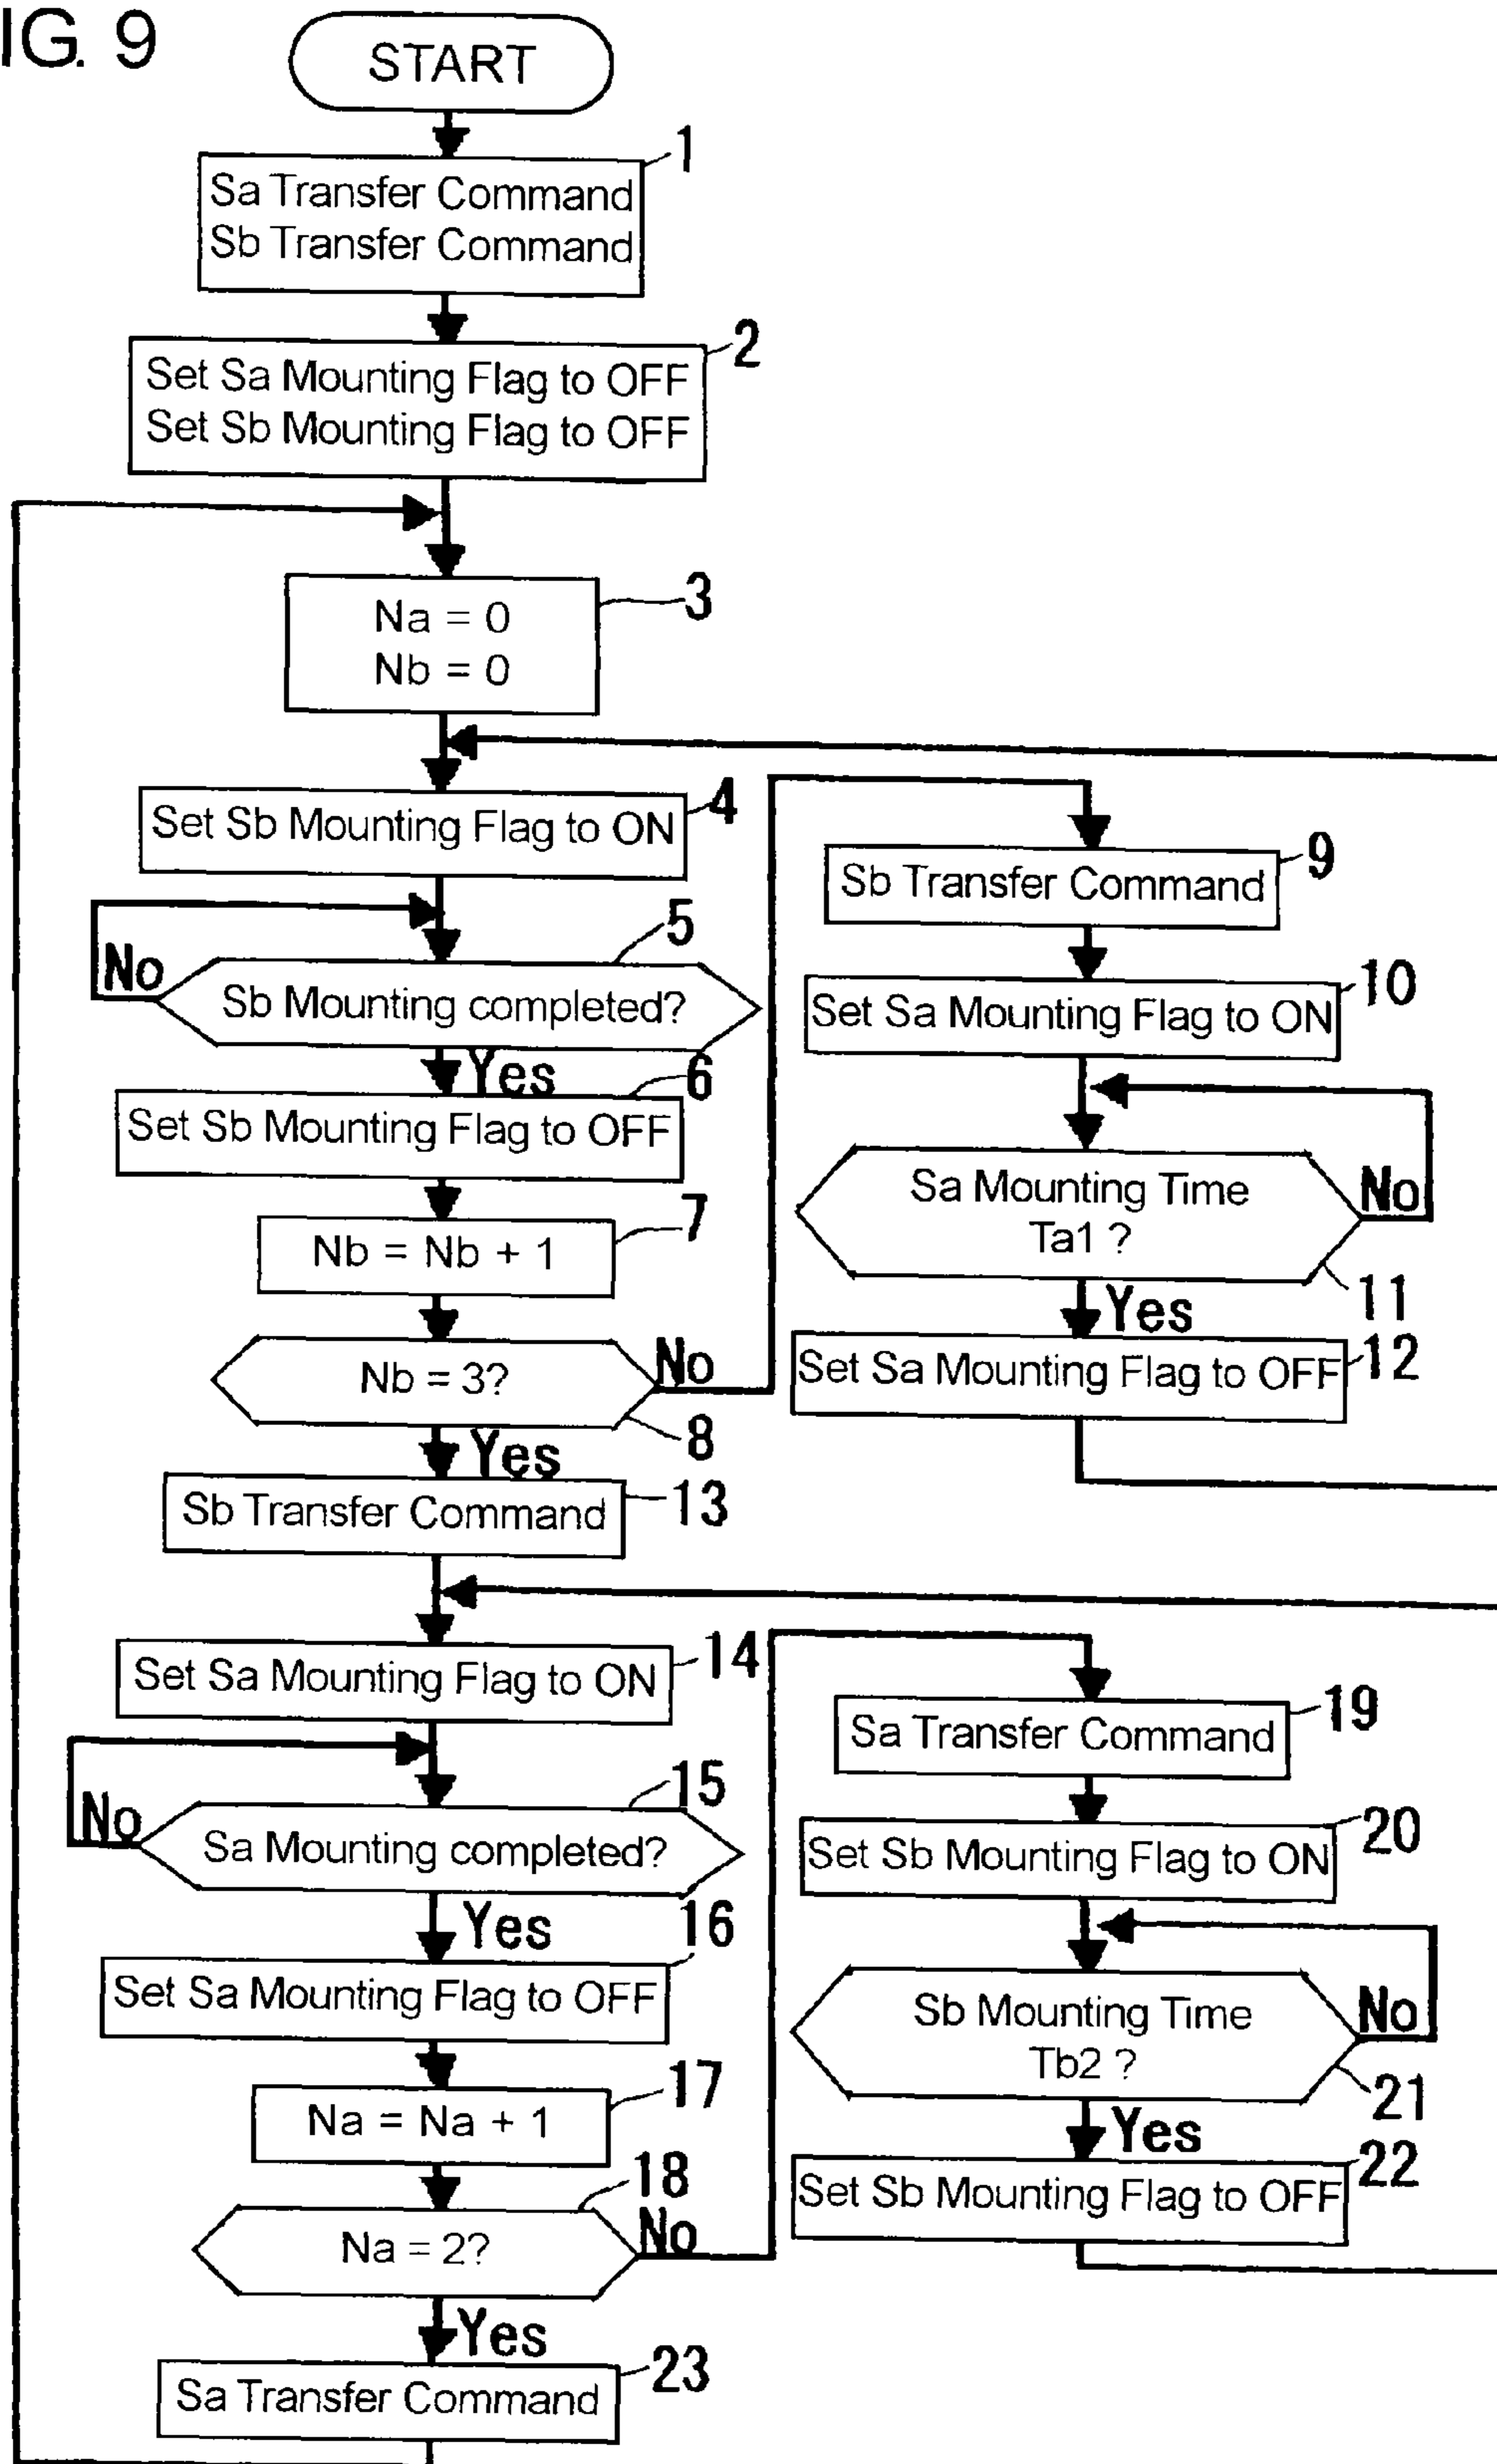 IG. 9
START
1
Sa Transfer Command
Sb Transfer Command
2
Set Sa Mounting Flag to OFF
Set Sb Mounting Flag to OFF
3
Na = 0
Nb = 0
4
Set Sb Mounting Flag to ON
5
No
Sb Mounting completed?
Yes
6
Set Sb Mounting Flag to OFF
7
Nb = Nb + 1
Nb = 3?
No
8
Yes
9
Sb Transfer Command
10
Set Sa Mounting Flag to ON
Sa Mounting Time
Ta1 ?
No
11
Yes
12
Set Sa Mounting Flag to OFF
13
Sb Transfer Command
14
Set Sa Mounting Flag to ON
15
No
Sa Mounting completed?
Yes
16
Set Sa Mounting Flag to OFF
17
Na = Na + 1
18
Na = 2?
No
Yes
19
Sa Transfer Command
20
Set Sb Mounting Flag to ON
Sb Mounting Time
Tb2 ?
No
21
Yes
22
Set Sb Mounting Flag to OFF
23
Sa Transfer Command